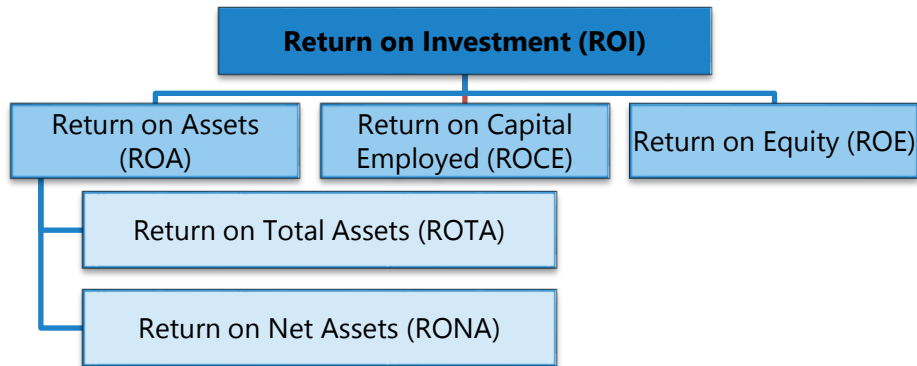 Return on Investment (ROI)
Return on Assets
(ROA)
Return on Capital
Employed (ROCE)
Return on Equity (ROE)
Return on Total Assets (ROTA)
Return on Net Assets (RONA)